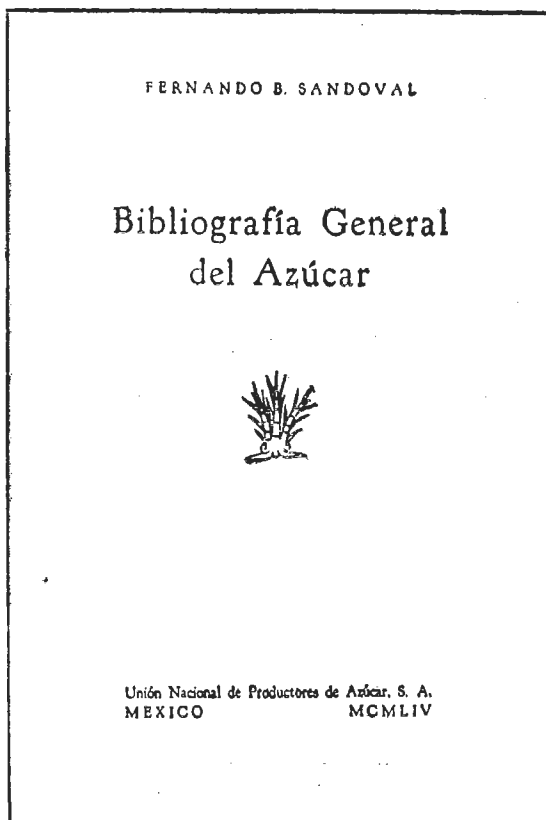 FERNANDO B. SANDOVAL
Bibliografía General
del Azúcar
Unión Nacional de Productores de Azúcar, S. A.
MEXICO MCMLIV